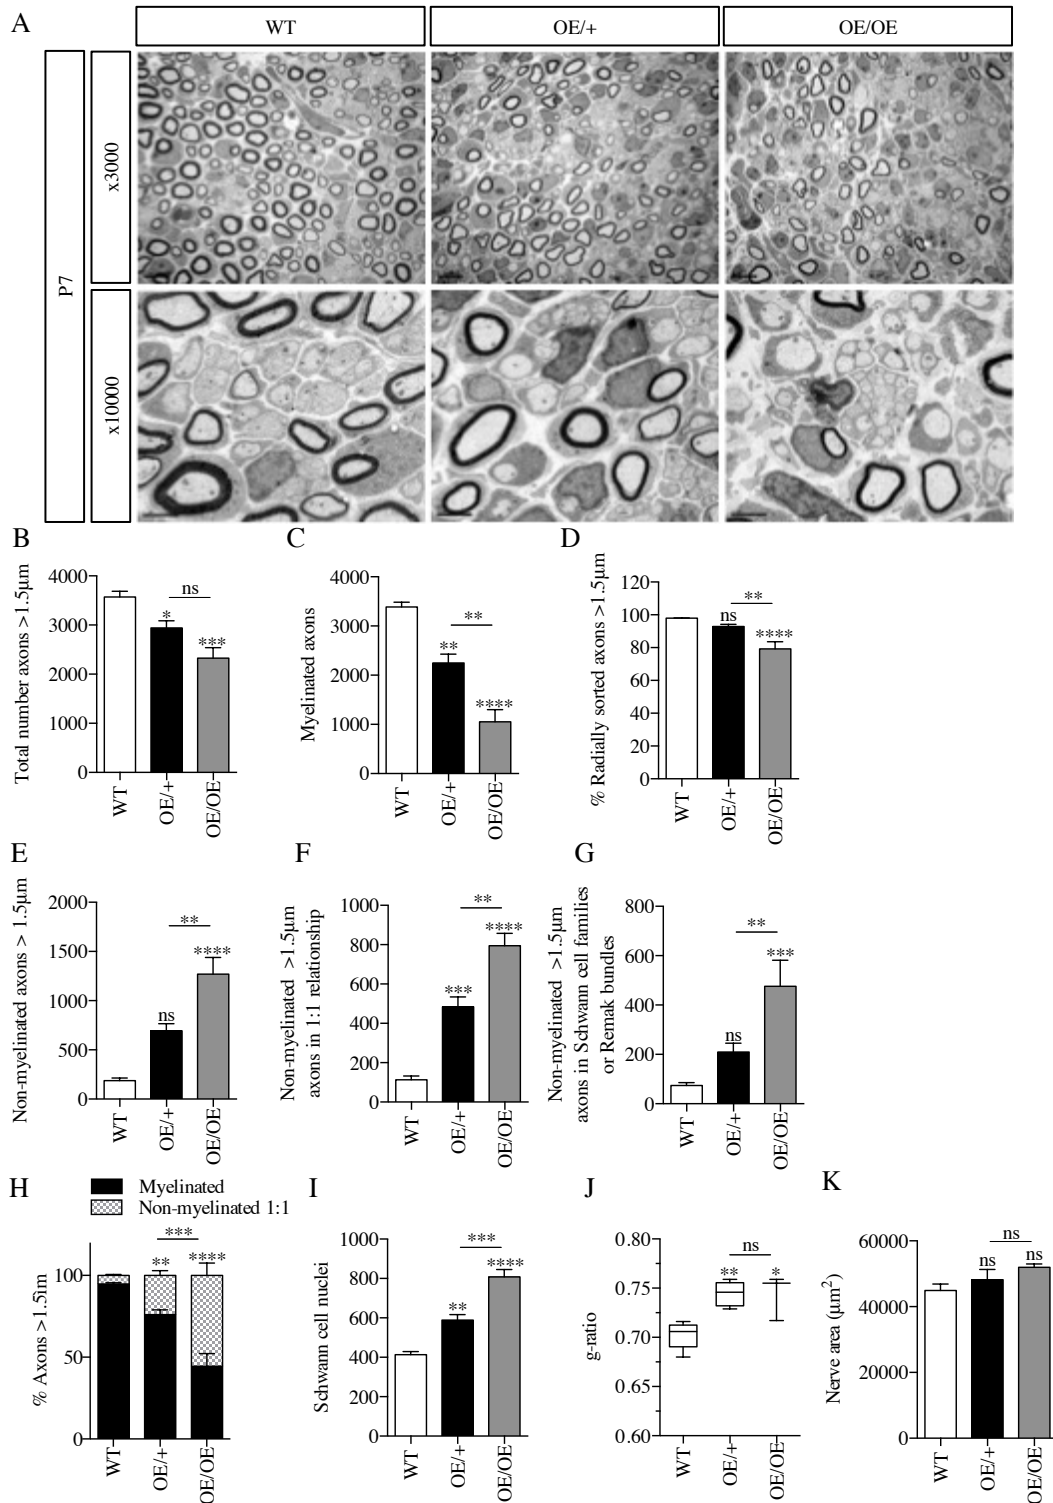 A
WT
OE/+
OE/OE
P7
x3000
x10000
B
Total number axons >1.5µm
4000
3000
2000
1000
0
ns
*
***
WT
OE/+
OE/OE
C
Myelinated axons
4000
3000
2000
1000
0
**
**
****
WT
OE/+
OE/OE
D
% Radially sorted axons >1.5µm
120
100
80
60
40
20
0
**
ns
****
WT
OE/+
OE/OE
E
Non-myelinated axons > 1.5µm
2000
1500
1000
500
0
**
ns
****
WT
OE/+
OE/OE
F
Non-myelinated >1.5µm
axons in 1:1 relationship
1000
800
600
400
200
0
**
***
****
WT
OE/+
OE/OE
G
Non-myelinated >1.5µm
axons in Schwann cell families
or Remak bundles
800
600
400
200
0
**
ns
***
WT
OE/+
OE/OE
H
Myelinated
Non-myelinated 1:1
% Axons >1.5ìm
100
50
0
***
**
****
WT
OE/+
OE/OE
I
Schwann cell nuclei
1000
800
600
400
200
0
***
**
****
WT
OE/+
OE/OE
J
g-ratio
0.80
0.75
0.70
0.65
0.60
ns
**
*
WT
OE/+
OE/OE
K
Nerve area (µm²)
60000
40000
20000
0
ns
ns
ns
WT
OE/+
OE/OE